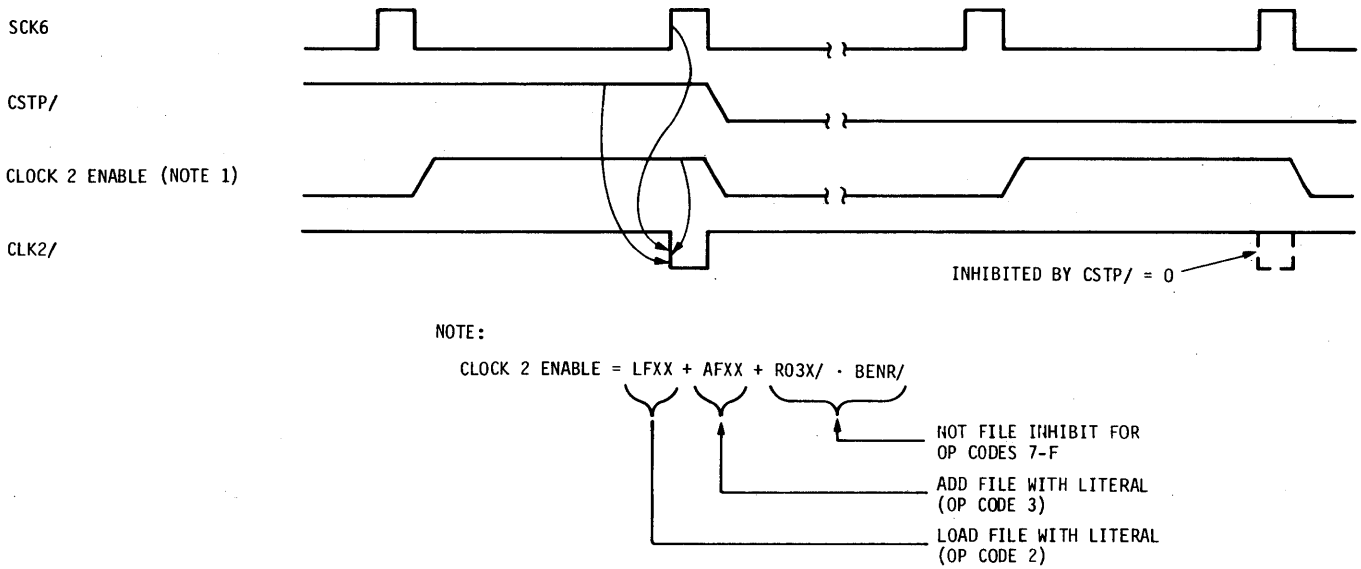 SCK6
CSTP/
CLOCK 2 ENABLE (NOTE 1)
CLK2/
INHIBITED BY CSTP/ = 0
NOTE:
CLOCK 2 ENABLE = LFXX + AFXX + R03X/ · BENR/
NOT FILE INHIBIT FOR
OP CODES 7-F
ADD FILE WITH LITERAL
(OP CODE 3)
LOAD FILE WITH LITERAL
(OP CODE 2)